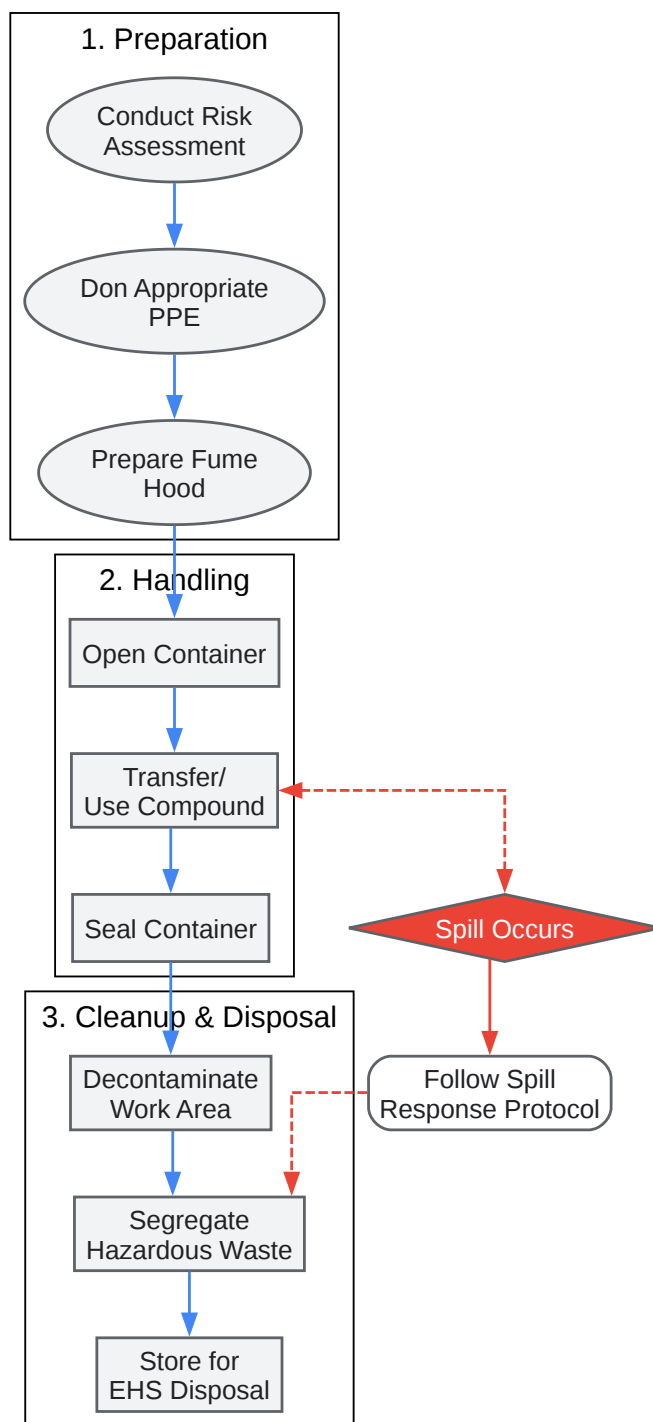 1. Preparation
Conduct Risk
Assessment
Don Appropriate
PPE
Prepare Fume
Hood
2. Handling
Open Container
Transfer/
Use Compound
Seal Container
Spill Occurs
3. Cleanup & Disposal
Decontaminate
Work Area
Follow Spill
Response Protocol
Segregate
Hazardous Waste
Store for
EHS Disposal